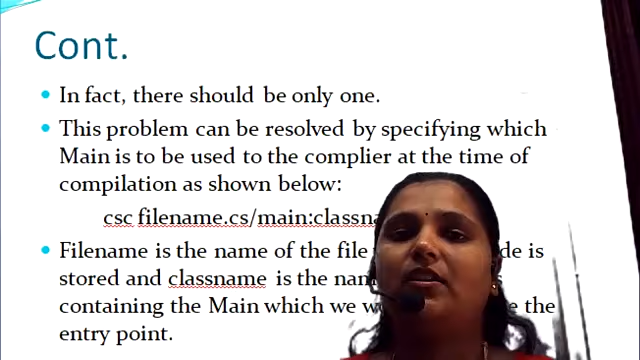 Cont.
In fact, there should be only one.
This problem can be resolved by specifying which
Main is to be used to the complier at the time of
compilation as shown below:
csc filename.cs/main:classna
Filename is the name of the file de is
stored and classname is the nam
containing the Main which we w e the
entry point.